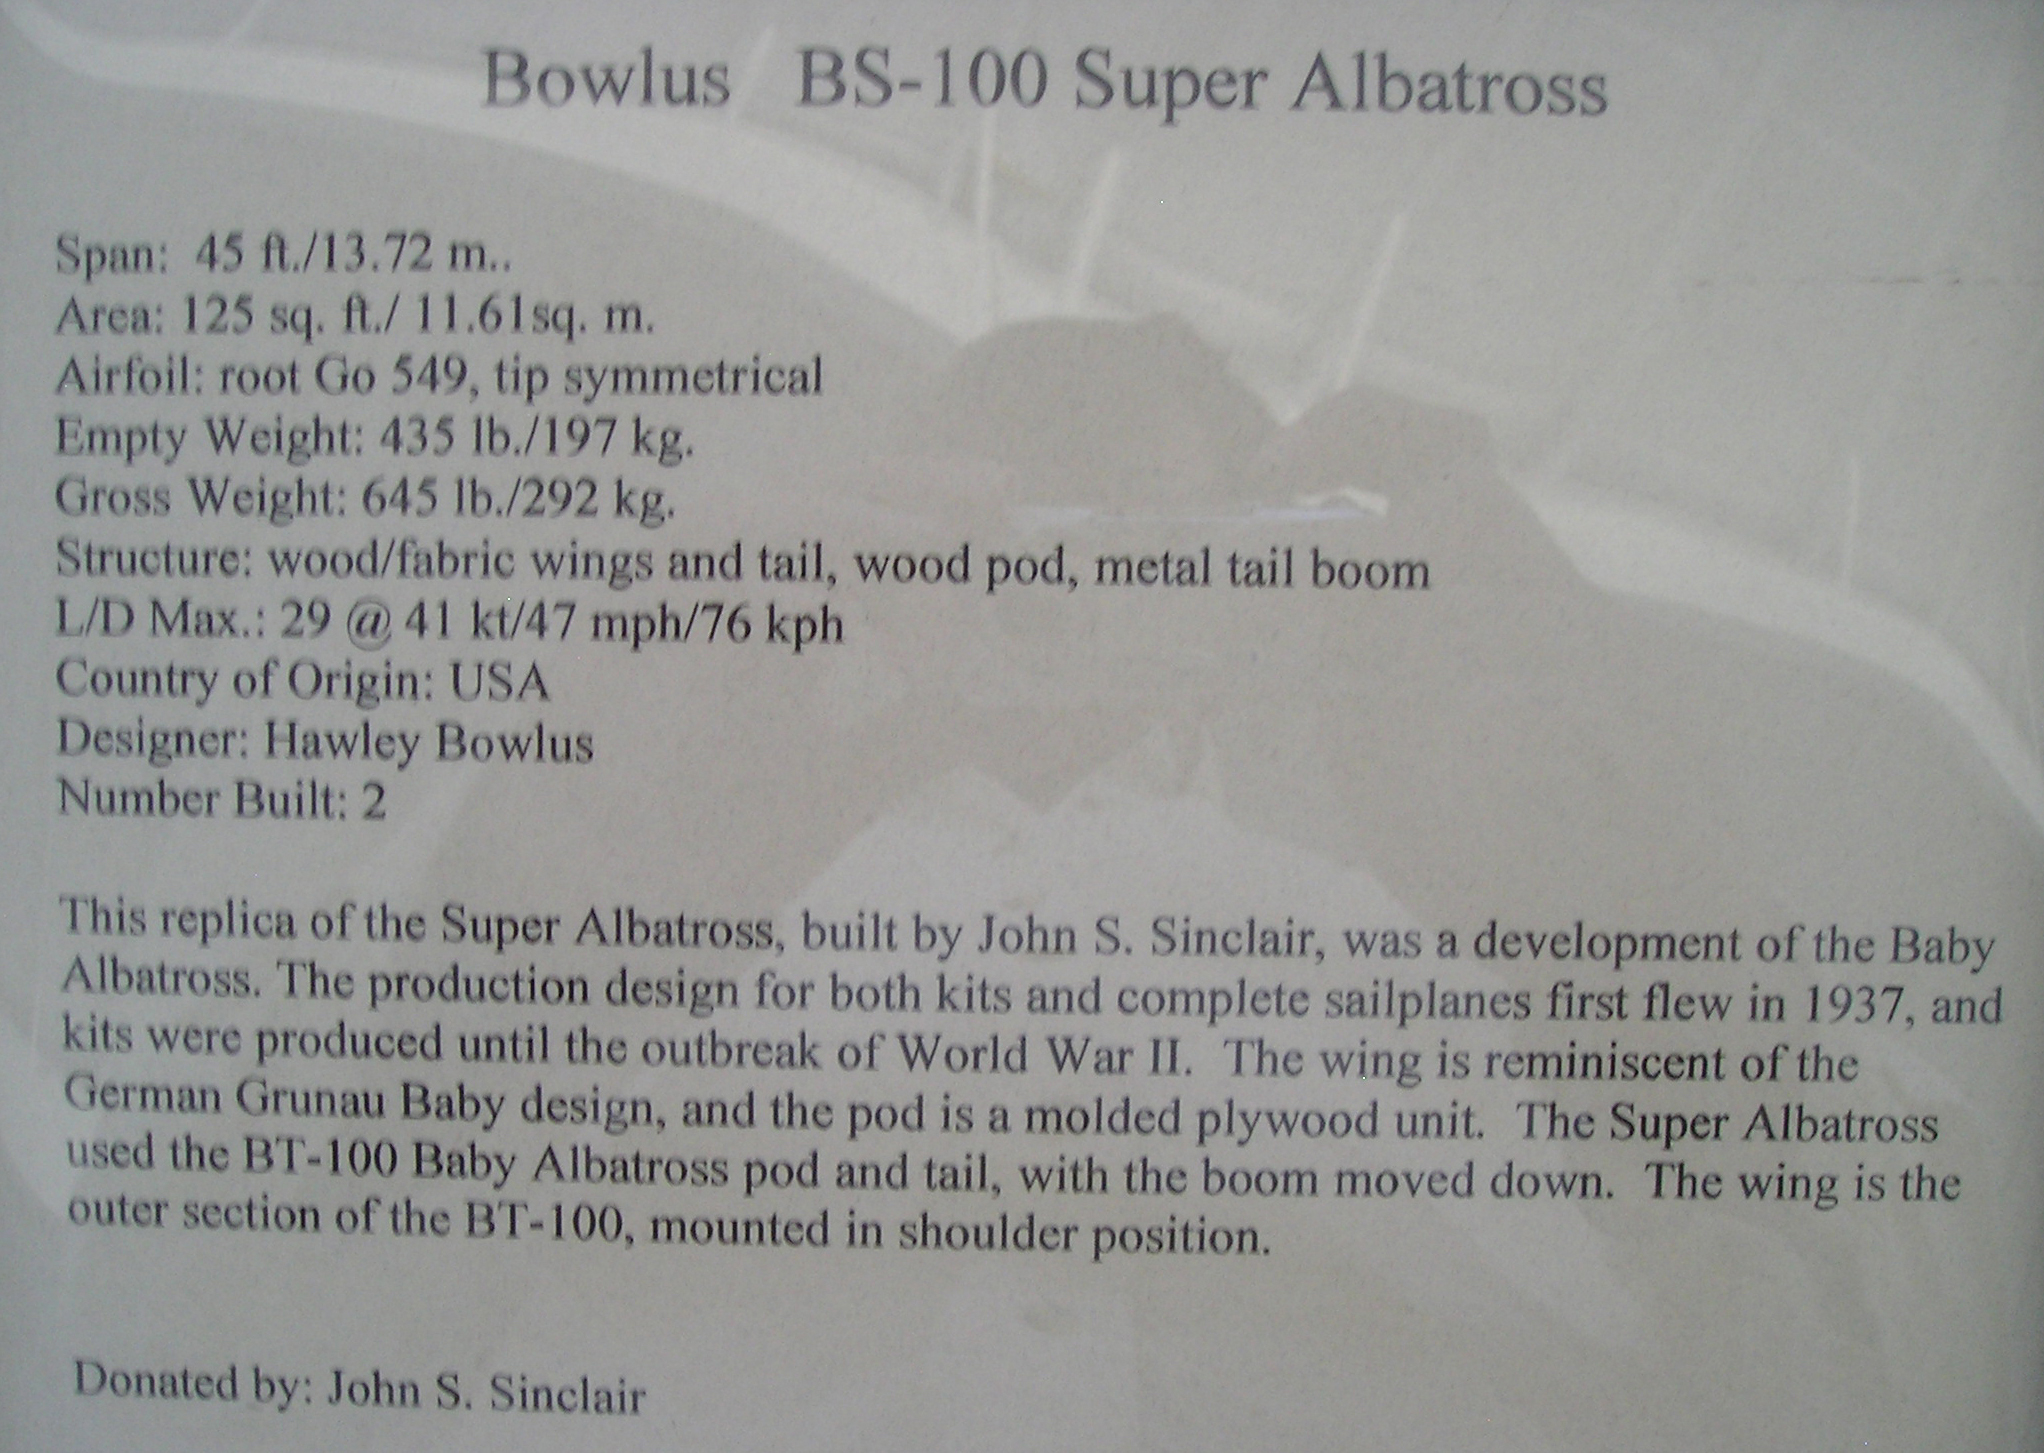 Bowlus BS-100 Super Albatross
Span: 45 ft./13.72 m..
Area: 125 sq. ft./ 11.61sq. m.
Airfoil: root Go 549, tip symmetrical
Empty Weight: 435 lb./197 kg.
Gross Weight: 645 lb./292 kg.
Structure: wood/fabric wings and tail, wood pod, metal tail boom
L/D Max.: 29 @ 41 kt/47 mph/76 kph
Country of Origin: USA
Designer: Hawley Bowlus
Number Built: 2
This replica of the Super Albatross, built by John S. Sinclair, was a development of the Baby
Albatross. The production design for both kits and complete sailplanes first flew in 1937, and
kits were produced until the outbreak of World War II. The wing is reminiscent of the
German Grunau Baby design, and the pod is a molded plywood unit. The Super Albatross
used the BT-100 Baby Albatross pod and tail, with the boom moved down. The wing is the
outer section of the BT-100, mounted in shoulder position.
Donated by: John S. Sinclair